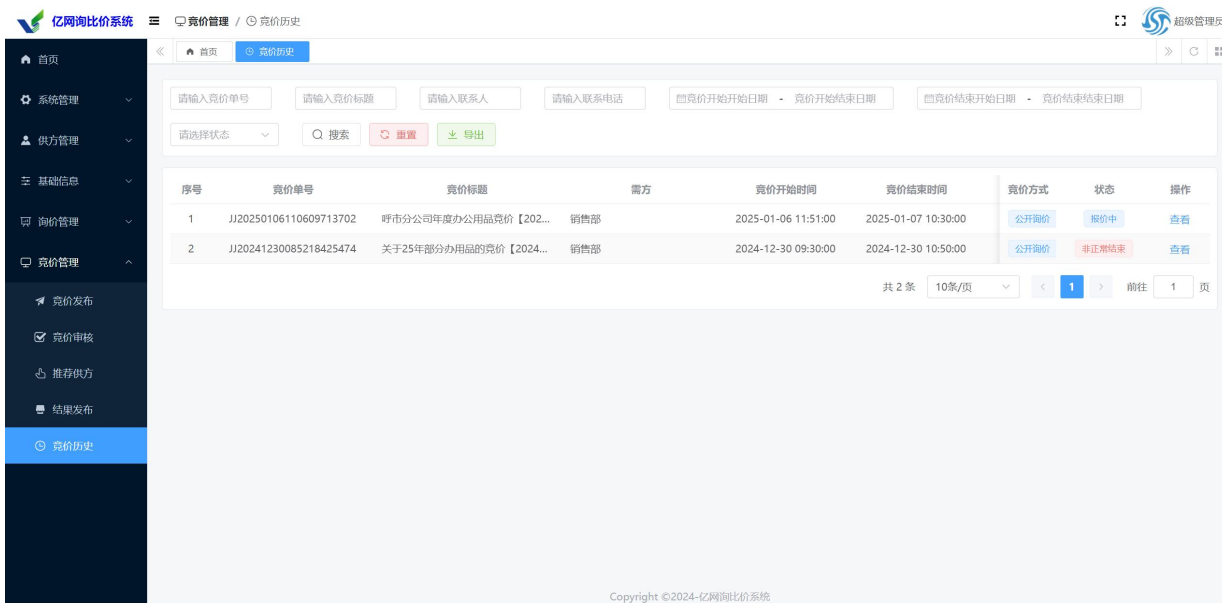 亿网询比价系统
竞价管理 / 竞价历史
超级管理员
首页
系统管理
供方管理
基础信息
询价管理
竞价管理
竞价发布
竞价审核
推荐供方
结果发布
竞价历史
首页 竞价历史
请输入竞价单号 请输入竞价标题 请输入联系人 请输入联系电话 竞价开始开始日期 - 竞价开始结束日期 竞价结束开始日期 - 竞价结束结束日期
请选择状态 搜索 重置 导出
序号 竞价单号 竞价标题 需方 竞价开始时间 竞价结束时间 竞价方式 状态 操作
1 JJ20250106110609713702 呼市分公司年度办公用品竞价【202... 销售部 2025-01-06 11:51:00 2025-01-07 10:30:00 公开询价 报价中 查看
2 JJ20241230085218425474 关于25年部分办用品的竞价【2024... 销售部 2024-12-30 09:30:00 2024-12-30 10:50:00 公开询价 非正常结束 查看
共 2 条 10条/页 1 前往 1 页
Copyright ©2024-亿网询比价系统